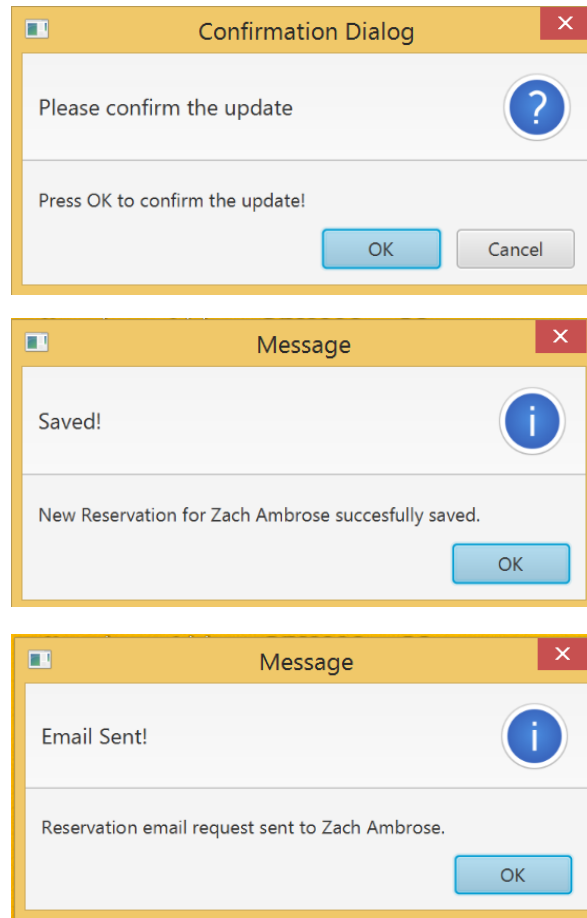 Confirmation Dialog
Please confirm the update
Press OK to confirm the update!
OK Cancel
Message
Saved!
New Reservation for Zach Ambrose succesfully saved.
OK
Message
Email Sent!
Reservation email request sent to Zach Ambrose.
OK